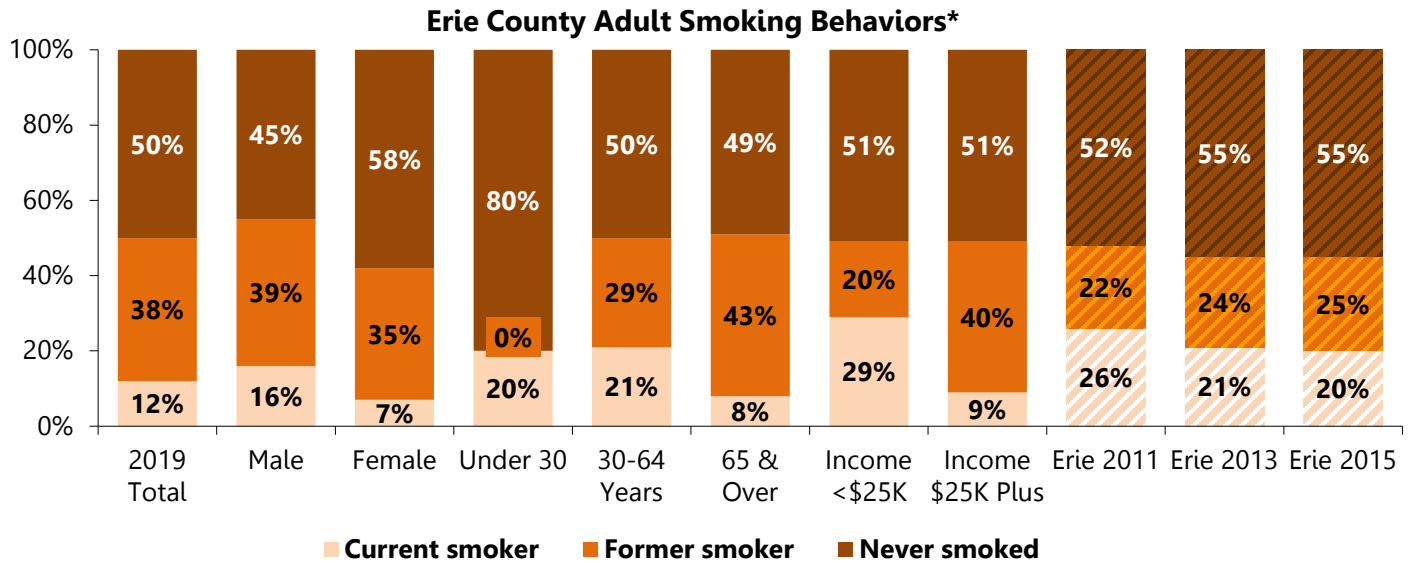 Erie County Adult Smoking Behaviors*
100%
80%
60%
40%
20%
0%
50% 45% 58% 80% 50% 49% 51% 51% 52% 55% 55%
38% 39% 35% 0% 29% 43% 20% 40% 22% 24% 25%
12% 16% 7% 20% 21% 8% 29% 9% 26% 21% 20%
2019 Male Female Under 30 30-64 65 & Income Income Erie 2011 Erie 2013 Erie 2015
Total Years Over <$25K $25K Plus
Current smoker Former smoker Never smoked